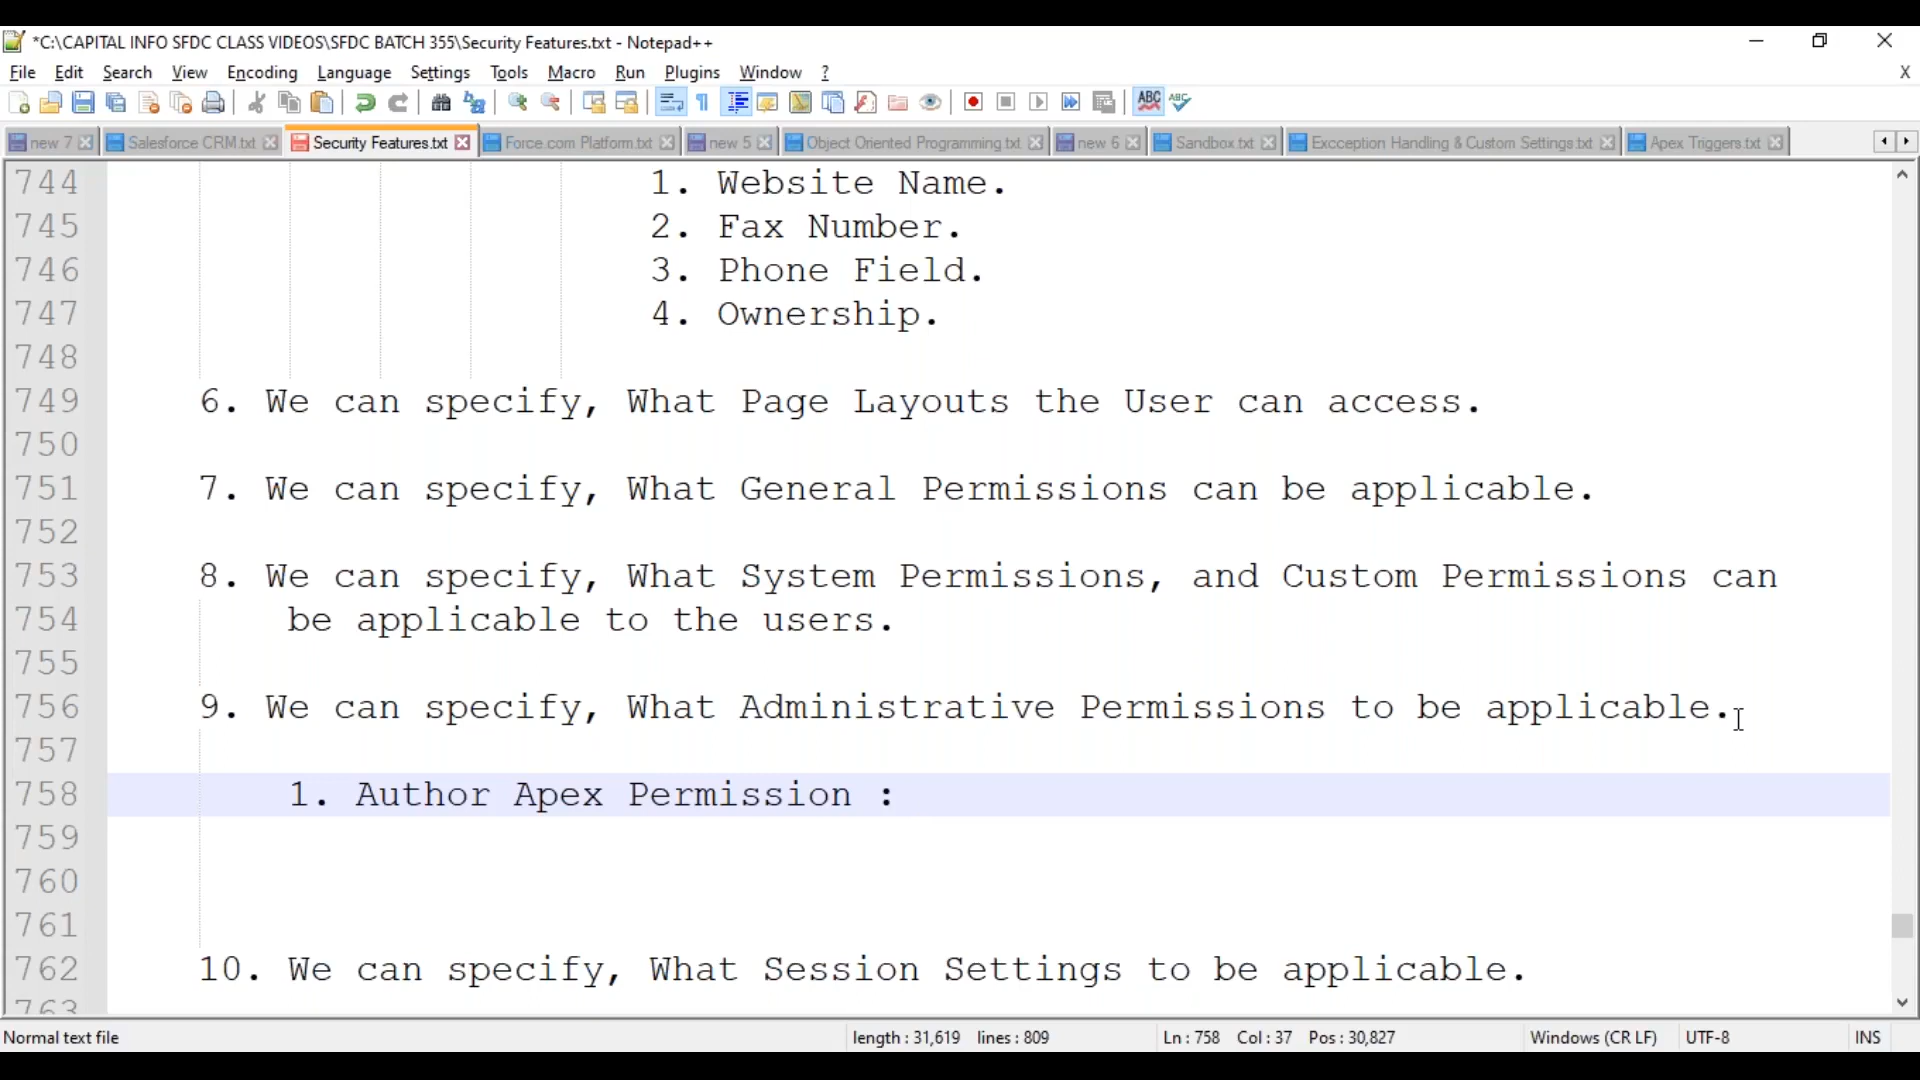 *C:\CAPITAL INFO SFDC CLASS VIDEOS\SFDC BATCH 355\Security Features.txt - Notepad++
File Edit Search View Encoding Language Settings Tools Macro Run Plugins Window ?
X
new 7 Salesforce CRM.txt Security Features.txt Force.com Platform.txt new 5 Object Oriented Programming.txt new 6 Sandbox.txt Excception Handling & Custom Settings.txt Apex Triggers.txt
744 1. Website Name.
745 2. Fax Number.
746 3. Phone Field.
747 4. Ownership.
748
749 6. We can specify, What Page Layouts the User can access.
750
751 7. We can specify, What General Permissions can be applicable.
752
753 8. We can specify, What System Permissions, and Custom Permissions can
754 be applicable to the users.
755
756 9. We can specify, What Administrative Permissions to be applicable.
757
758 1. Author Apex Permission :
759
760
761
762 10. We can specify, What Session Settings to be applicable.
763
Normal text file length : 31,619 lines : 809 Ln : 758 Col : 37 Pos : 30,827 Windows (CR LF) UTF-8 INS